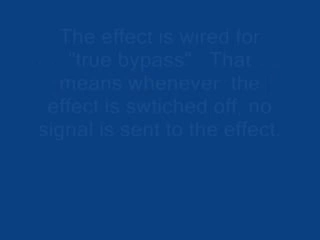 The effect is wired for
"true bypass". That
means whenever the
effect is swtiched off, no
signal is sent to the effect.